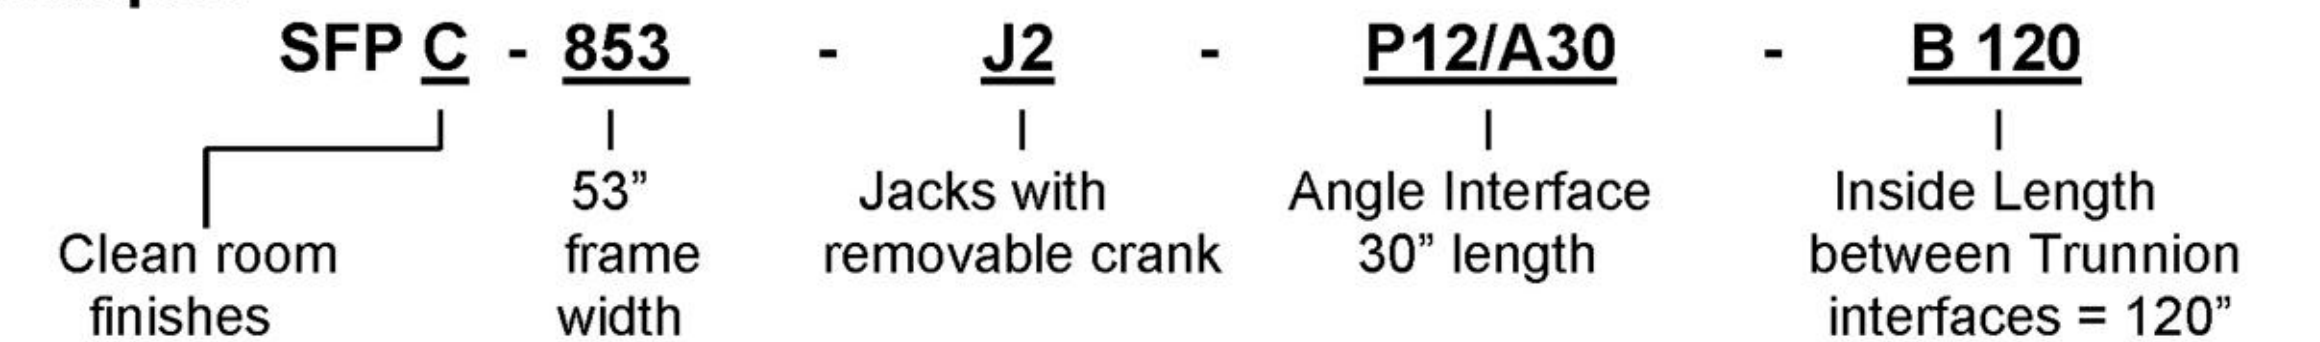 SFP C - 853 - J2 - P12/A30 - B 120
Clean room
finishes
53”
frame
width
Jacks with
removable crank
Angle Interface
30” length
Inside Length
between Trunnion
interfaces = 120”